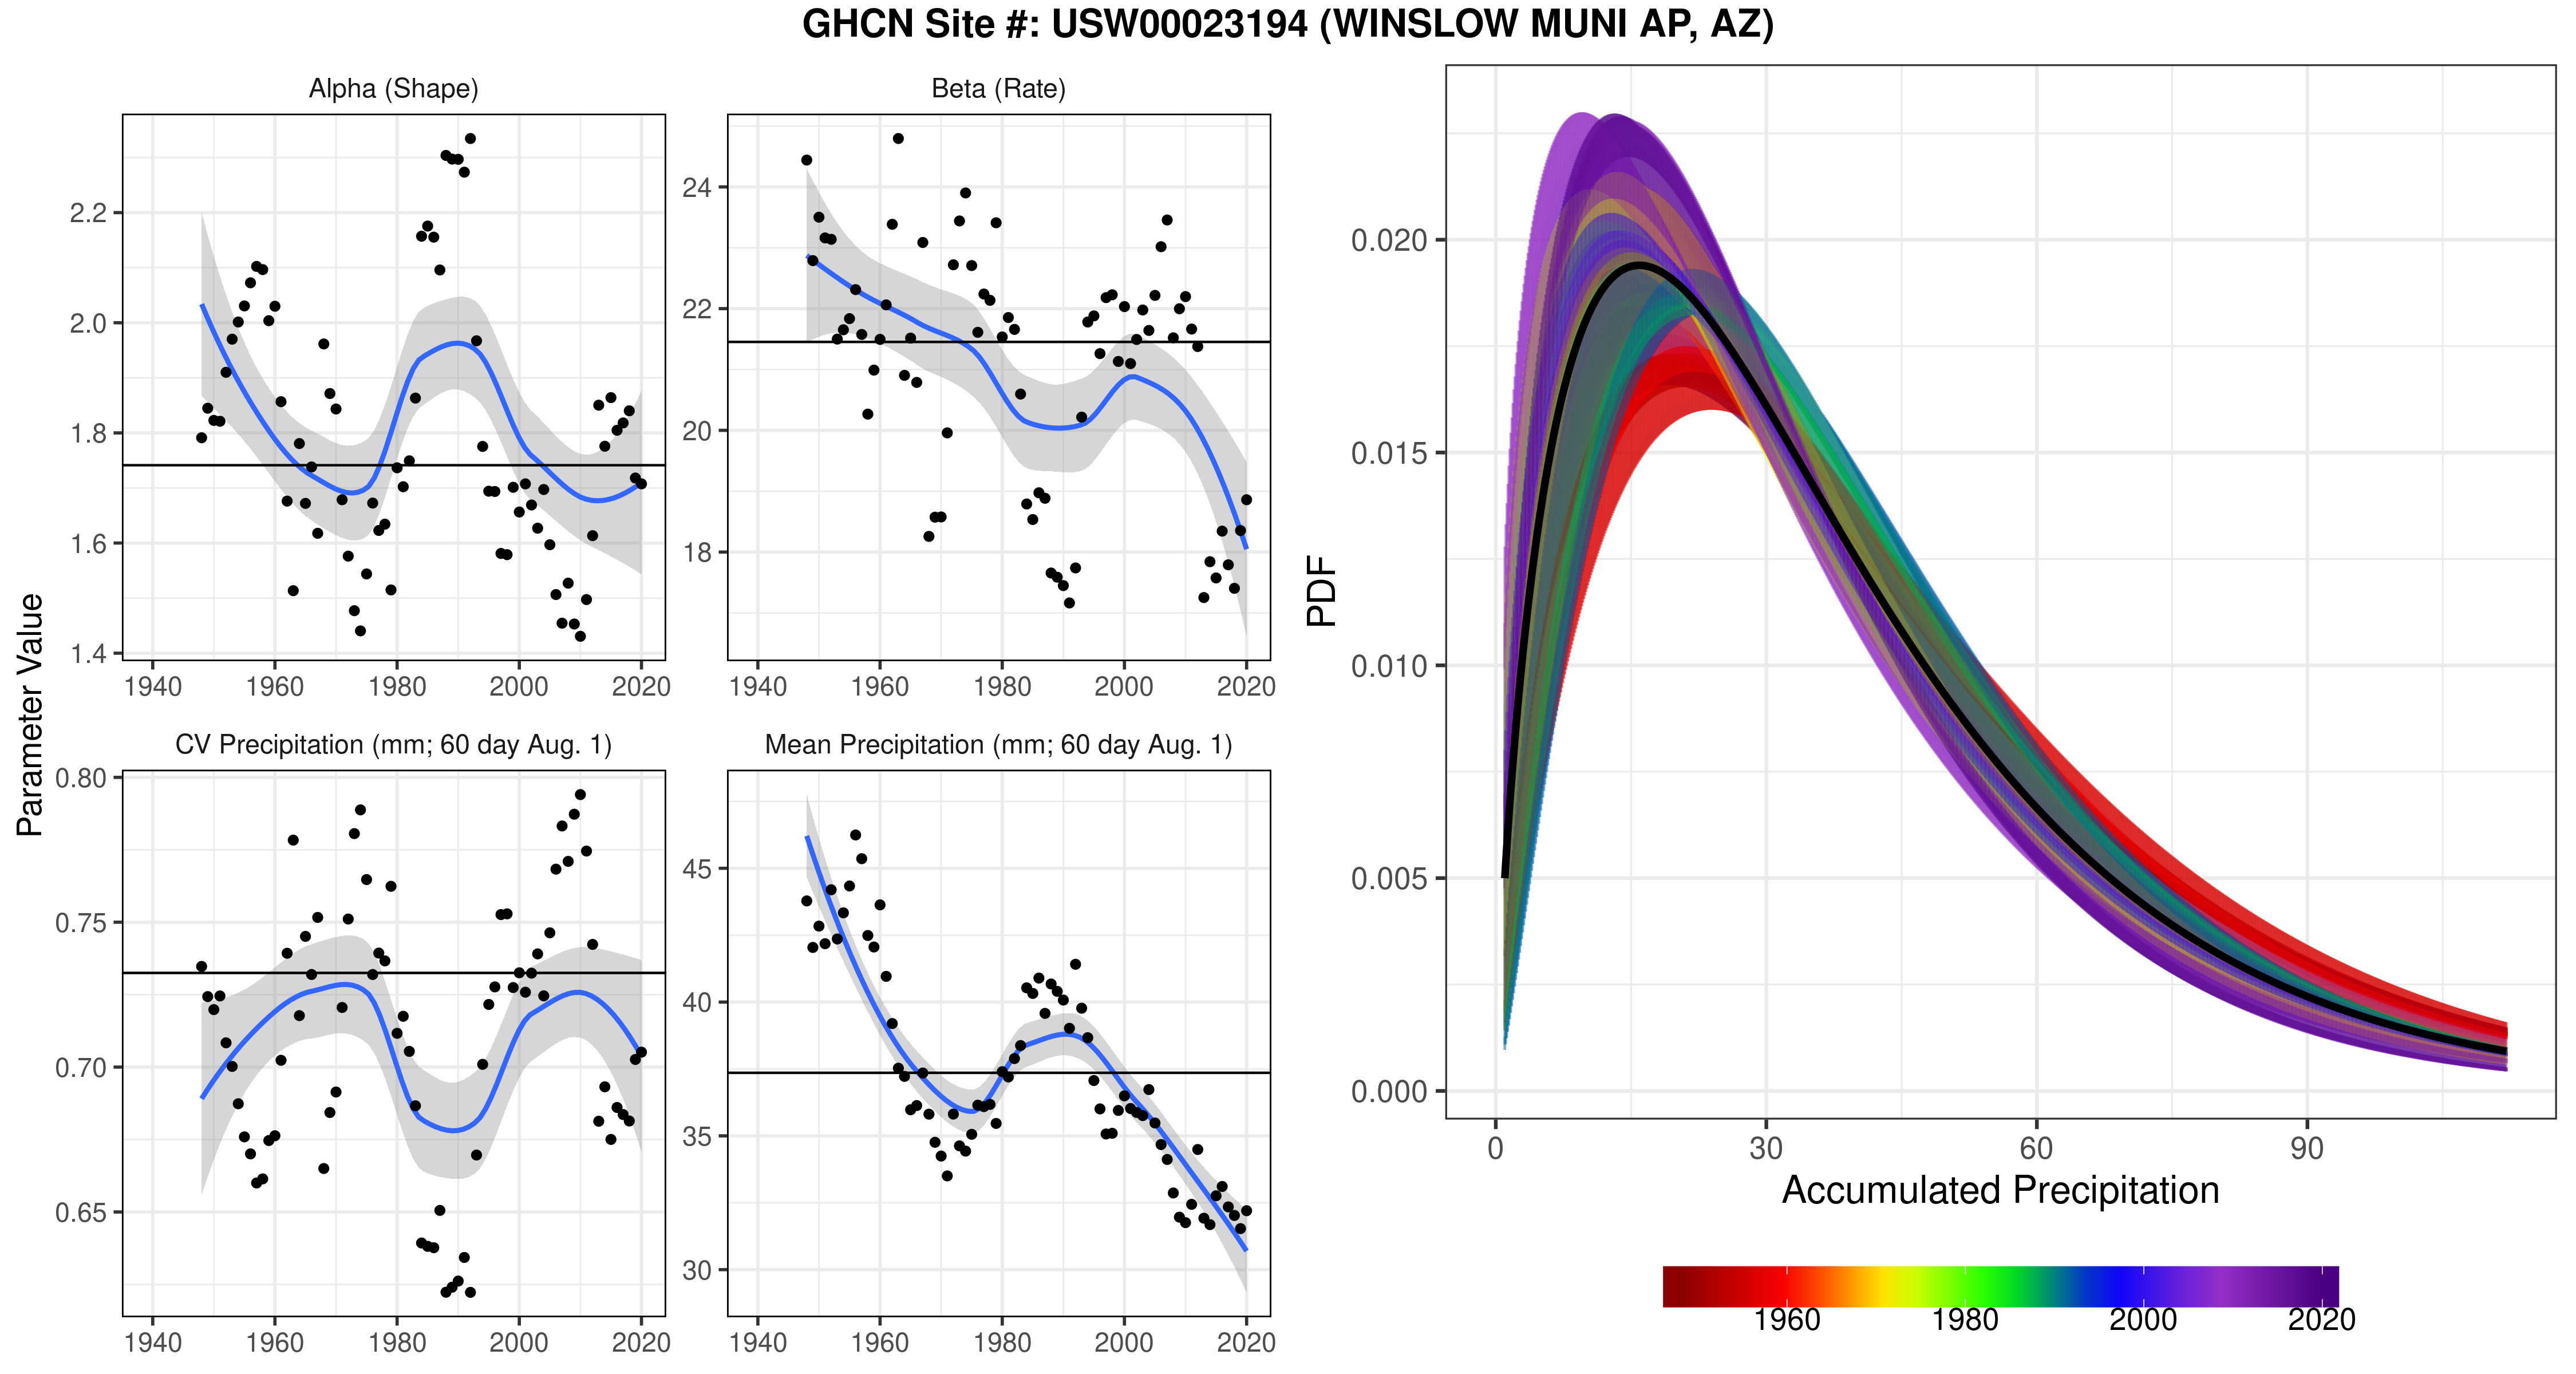 GHCN Site #: USW00023194 (WINSLOW MUNI AP, AZ)
Parameter Value
Alpha (Shape)
2.2
2.0
1.8
1.6
1.4
1940 1960 1980 2000 2020
Beta (Rate)
24
22
20
18
1940 1960 1980 2000 2020
CV Precipitation (mm; 60 day Aug. 1)
0.80
0.75
0.70
0.65
1940 1960 1980 2000 2020
Mean Precipitation (mm; 60 day Aug. 1)
45
40
35
30
1940 1960 1980 2000 2020
PDF
0.020
0.015
0.010
0.005
0.000
0 30 60 90
Accumulated Precipitation
1960 1980 2000 2020